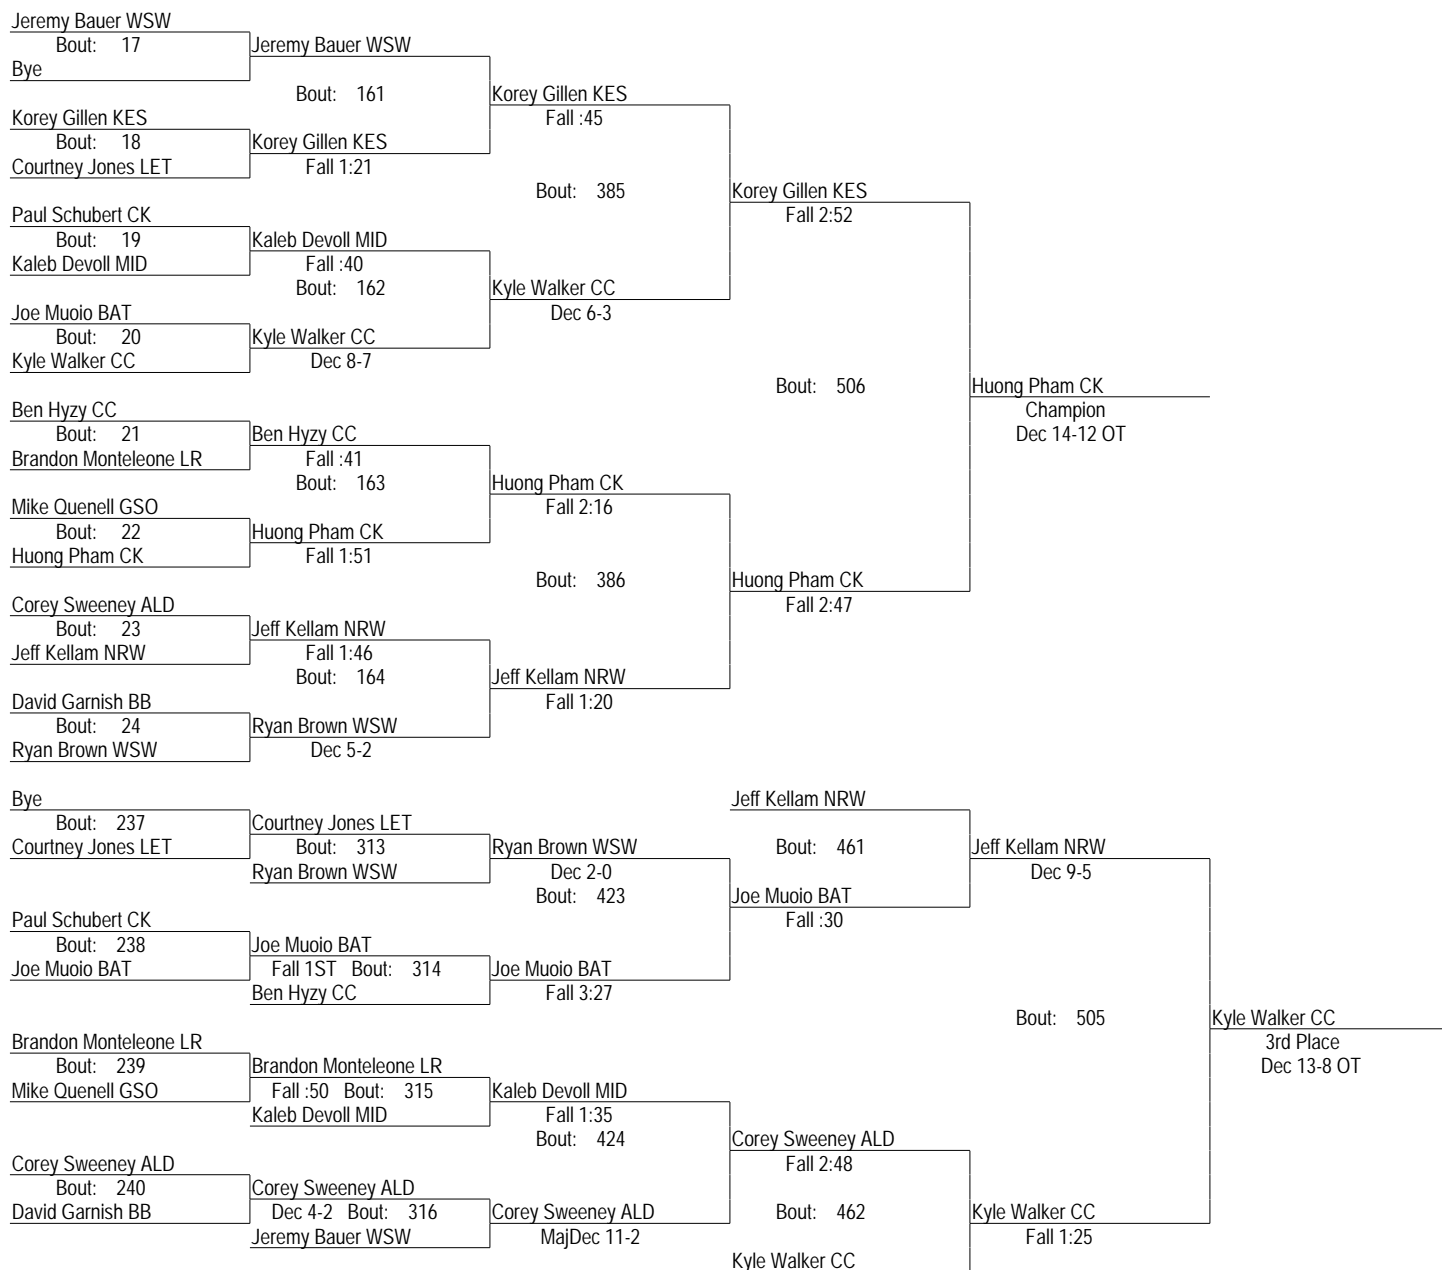 Jeremy Bauer WSW
Bout: 17
Jeremy Bauer WSW
Bye
Bout: 161
Korey Gillen KES
Korey Gillen KES
Fall :45
Bout: 18
Korey Gillen KES
Courtney Jones LET
Fall 1:21
Bout: 385
Korey Gillen KES
Paul Schubert CK
Fall 2:52
Bout: 19
Kaleb Devoll MID
Kaleb Devoll MID
Fall :40
Bout: 162
Kyle Walker CC
Joe Muoio BAT
Dec 6-3
Bout: 20
Kyle Walker CC
Kyle Walker CC
Dec 8-7
Bout: 506
Huong Pham CK
Ben Hyzy CC
Champion
Bout: 21
Ben Hyzy CC
Dec 14-12 OT
Brandon Monteleone LR
Fall :41
Bout: 163
Huong Pham CK
Mike Quenell GSO
Fall 2:16
Bout: 22
Huong Pham CK
Huong Pham CK
Fall 1:51
Bout: 386
Huong Pham CK
Corey Sweeney ALD
Fall 2:47
Bout: 23
Jeff Kellam NRW
Jeff Kellam NRW
Fall 1:46
Bout: 164
Jeff Kellam NRW
David Garnish BB
Fall 1:20
Bout: 24
Ryan Brown WSW
Ryan Brown WSW
Dec 5-2
Bye
Jeff Kellam NRW
Bout: 237
Courtney Jones LET
Courtney Jones LET
Bout: 313
Ryan Brown WSW
Bout: 461
Jeff Kellam NRW
Ryan Brown WSW
Dec 2-0
Dec 9-5
Bout: 423
Joe Muoio BAT
Paul Schubert CK
Fall :30
Bout: 238
Joe Muoio BAT
Joe Muoio BAT
Fall 1ST Bout: 314
Joe Muoio BAT
Ben Hyzy CC
Fall 3:27
Bout: 505
Kyle Walker CC
Brandon Monteleone LR
3rd Place
Bout: 239
Brandon Monteleone LR
Dec 13-8 OT
Mike Quenell GSO
Fall :50 Bout: 315
Kaleb Devoll MID
Kaleb Devoll MID
Fall 1:35
Bout: 424
Corey Sweeney ALD
Corey Sweeney ALD
Fall 2:48
Bout: 240
Corey Sweeney ALD
David Garnish BB
Dec 4-2 Bout: 316
Corey Sweeney ALD
Bout: 462
Kyle Walker CC
Jeremy Bauer WSW
MajDec 11-2
Fall 1:25
Kyle Walker CC